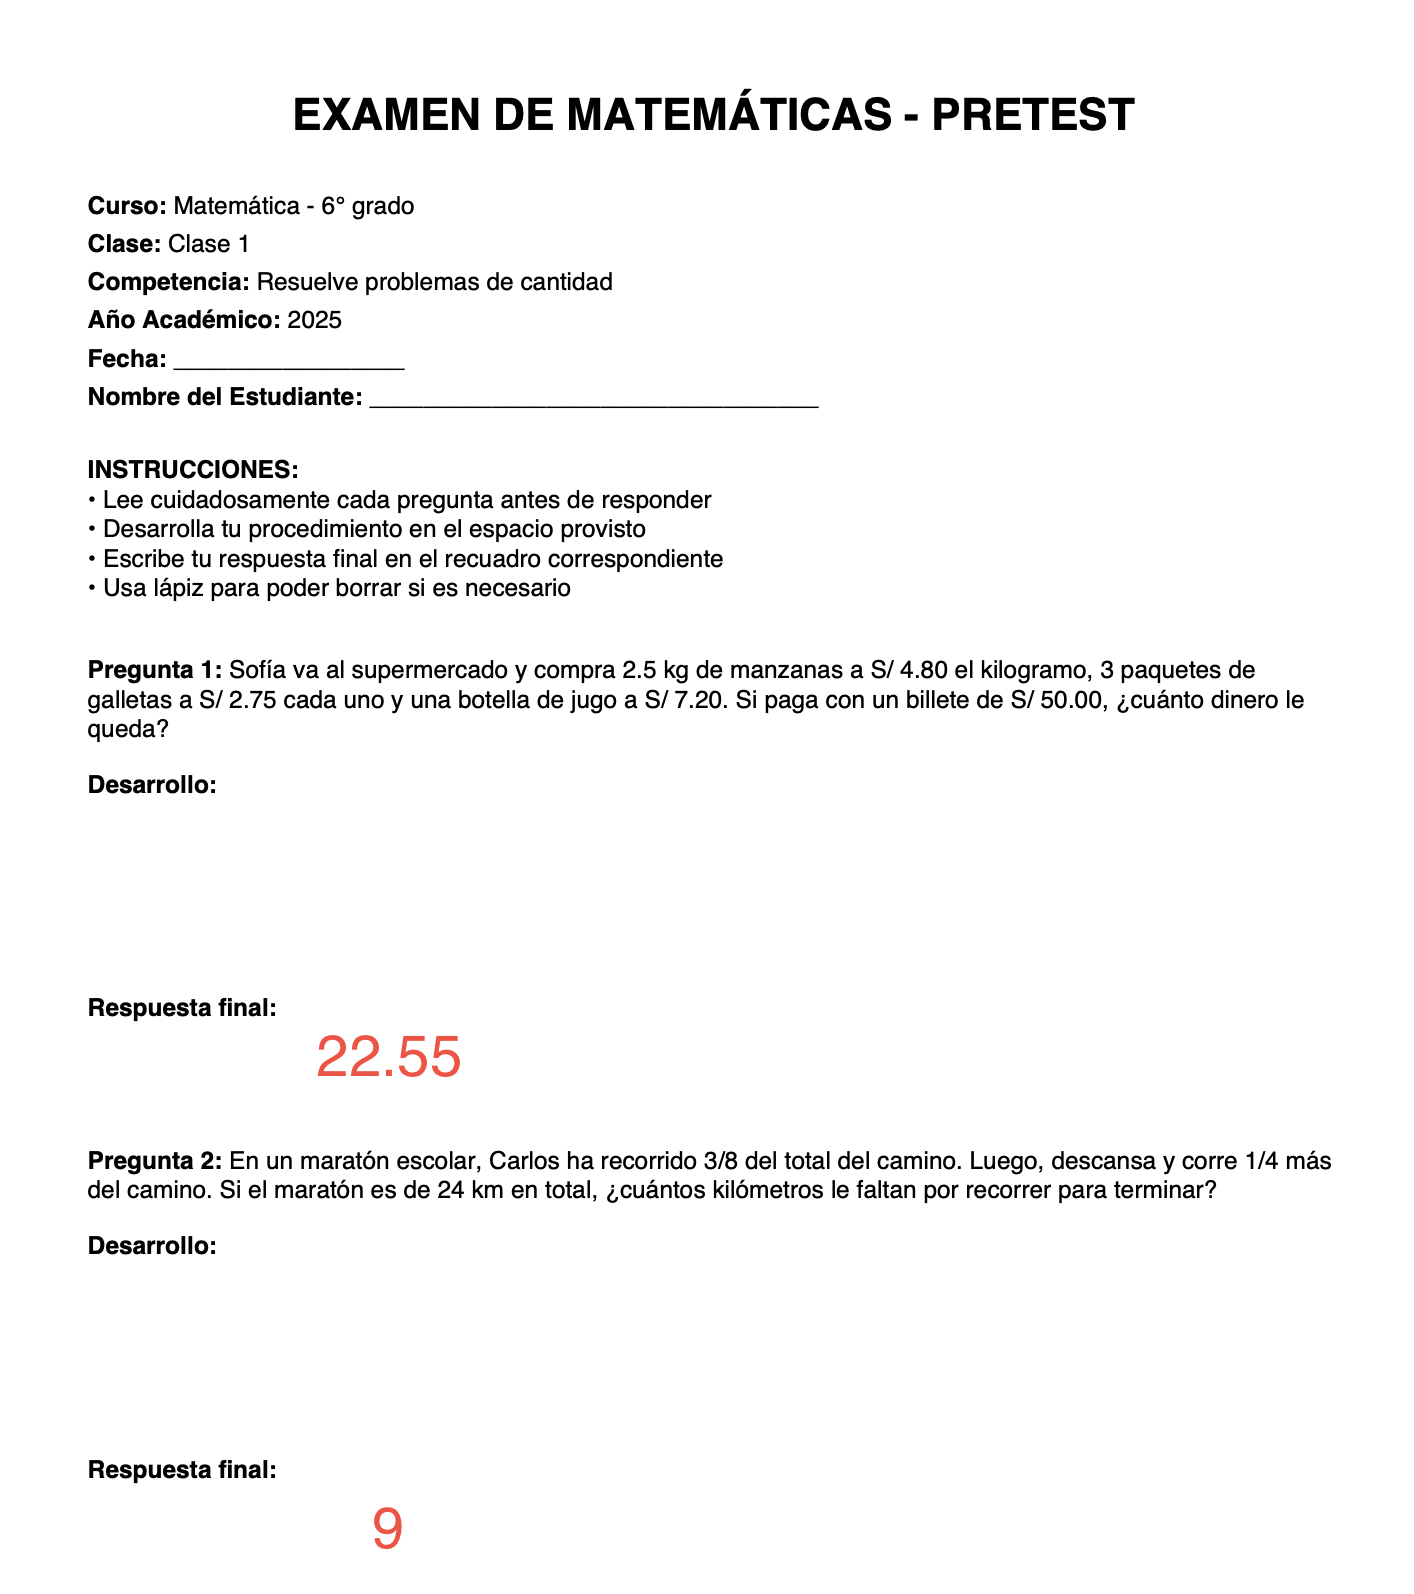 EXAMEN DE MATEMÁTICAS - PRETEST
Curso: Matemática - 6° grado
Clase: Clase 1
Competencia: Resuelve problemas de cantidad
Año Académico: 2025
Fecha: _________________
Nombre del Estudiante: _________________________________
INSTRUCCIONES:
• Lee cuidadosamente cada pregunta antes de responder
• Desarrolla tu procedimiento en el espacio provisto
• Escribe tu respuesta final en el recuadro correspondiente
• Usa lápiz para poder borrar si es necesario
Pregunta 1: Sofía va al supermercado y compra 2.5 kg de manzanas a S/ 4.80 el kilogramo, 3 paquetes de
galletas a S/ 2.75 cada uno y una botella de jugo a S/ 7.20. Si paga con un billete de S/ 50.00, ¿cuánto dinero le
queda?
Desarrollo:
Respuesta final:
22.55
Pregunta 2: En un maratón escolar, Carlos ha recorrido 3/8 del total del camino. Luego, descansa y corre 1/4 más
del camino. Si el maratón es de 24 km en total, ¿cuántos kilómetros le faltan por recorrer para terminar?
Desarrollo:
Respuesta final:
9